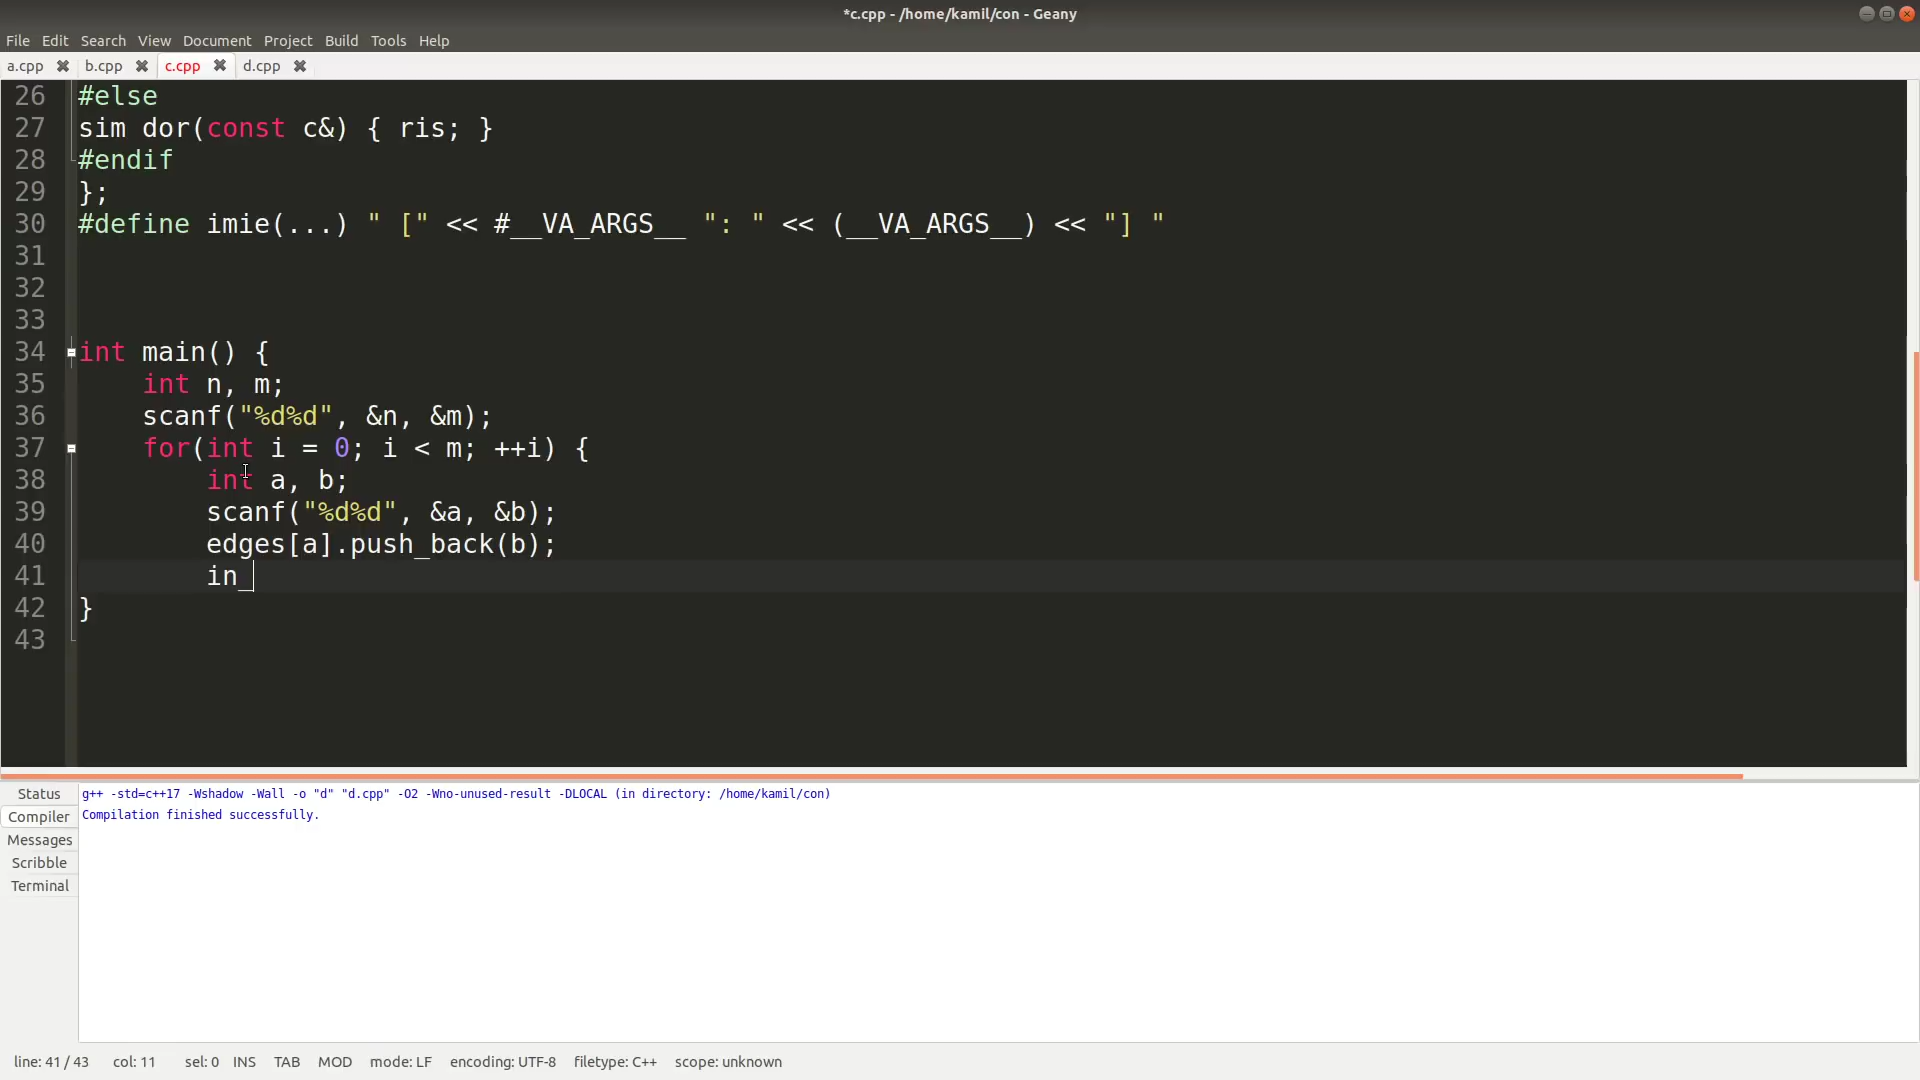 *c.cpp - /home/kamil/con - Geany
File Edit Search View Document Project Build Tools Help
a.cpp b.cpp c.cpp d.cpp
26 #else
27 sim dor(const c&) { ris; }
28 #endif
29 };
30 #define imie(...) " [" << #__VA_ARGS__ ": " << (__VA_ARGS__) << "] "
31
32
33
34 int main() {
35 int n, m;
36 scanf("%d%d", &n, &m);
37 for(int i = 0; i < m; ++i) {
38 int a, b;
39 scanf("%d%d", &a, &b);
40 edges[a].push_back(b);
41 in_
42 }
43
Status
g++ -std=c++17 -Wshadow -Wall -o "d" "d.cpp" -O2 -Wno-unused-result -DLOCAL (in directory: /home/kamil/con)
Compiler
Compilation finished successfully.
Messages
Scribble
Terminal
line: 41 / 43 col: 11 sel: 0 INS TAB MOD mode: LF encoding: UTF-8 filetype: C++ scope: unknown